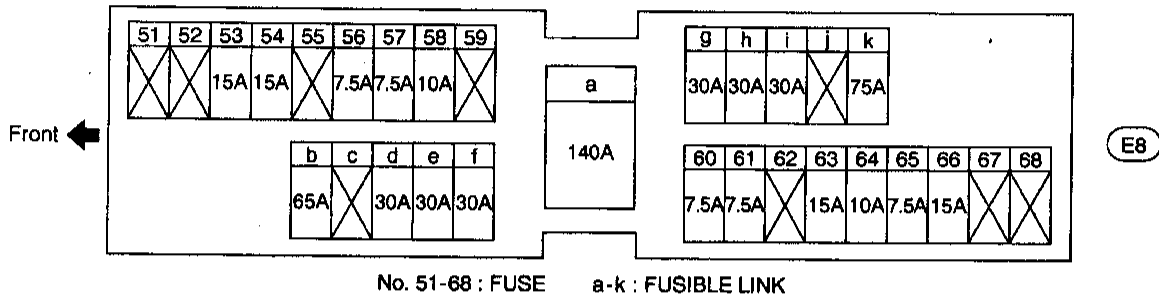 51 52 53 54 55 56 57 58 59
15A 15A 7.5A 7.5A 10A
Front
b c d e f
65A 30A 30A 30A
a
140A
g h i j k
30A 30A 30A 75A
60 61 62 63 64 65 66 67 68
7.5A 7.5A 15A 10A 7.5A 15A
E8
No. 51-68 : FUSE a-k : FUSIBLE LINK